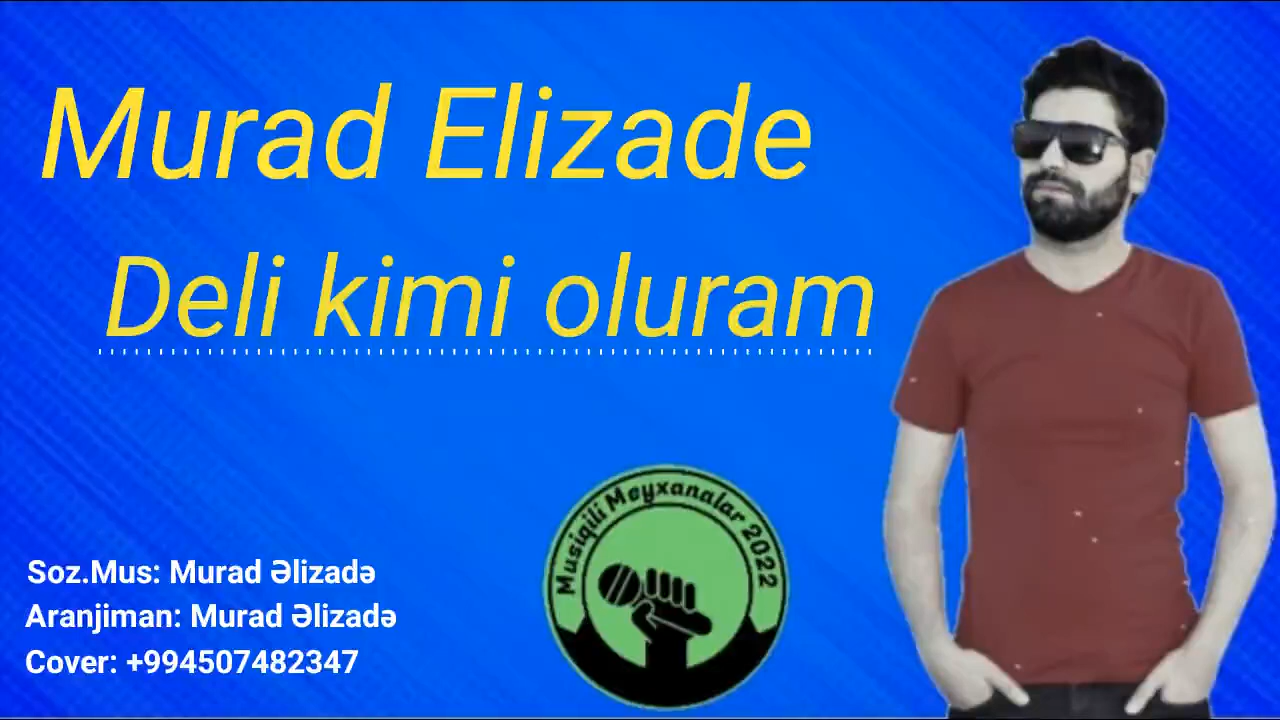 Murad Elizade
Deli kimi oluram
Musiqili Meyxanalar 2022
Soz.Mus: Murad Əlizadə
Aranjiman: Murad Əlizadə
Cover: +994507482347